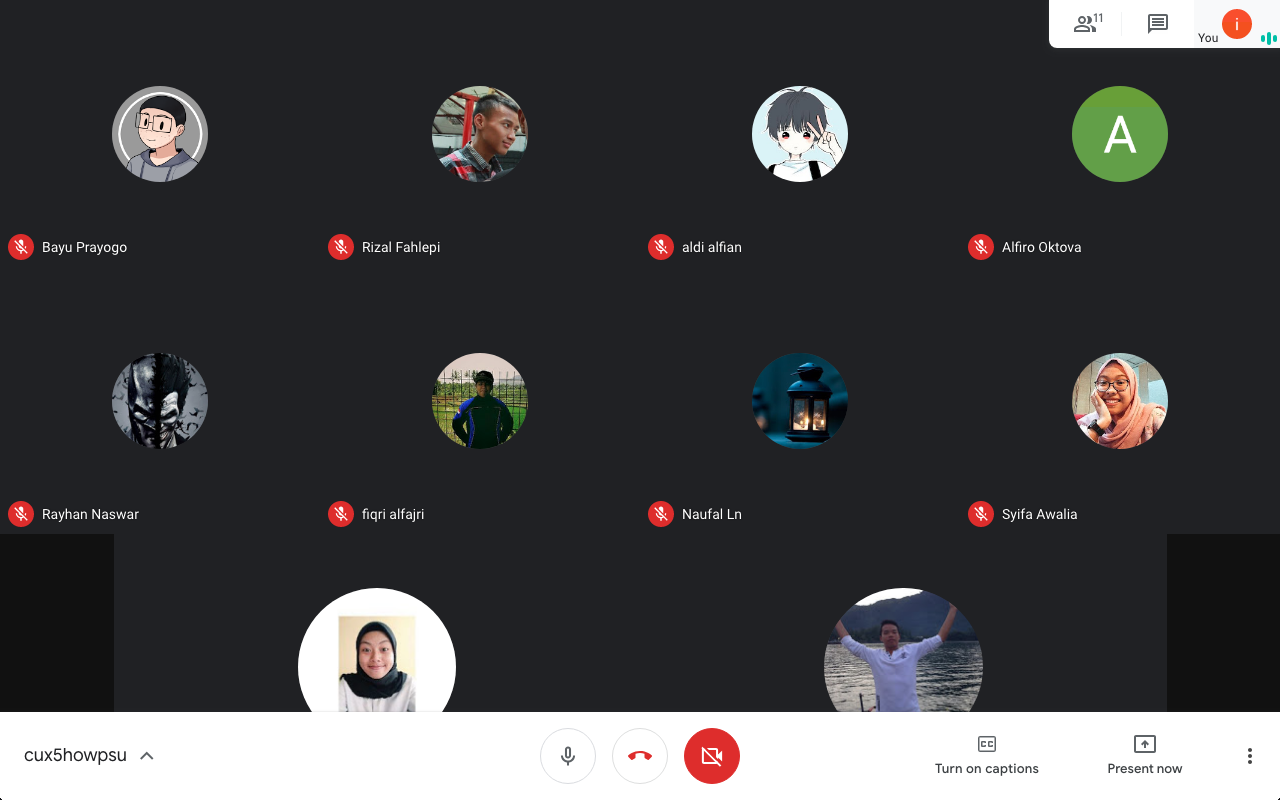 11
You
i
A
Bayu Prayogo
Rizal Fahlepi
aldi alfian
Alfiro Oktova
Rayhan Naswar
fiqri alfajri
Naufal Ln
Syifa Awalia
cux5howpsu
CC
Turn on captions
Present now